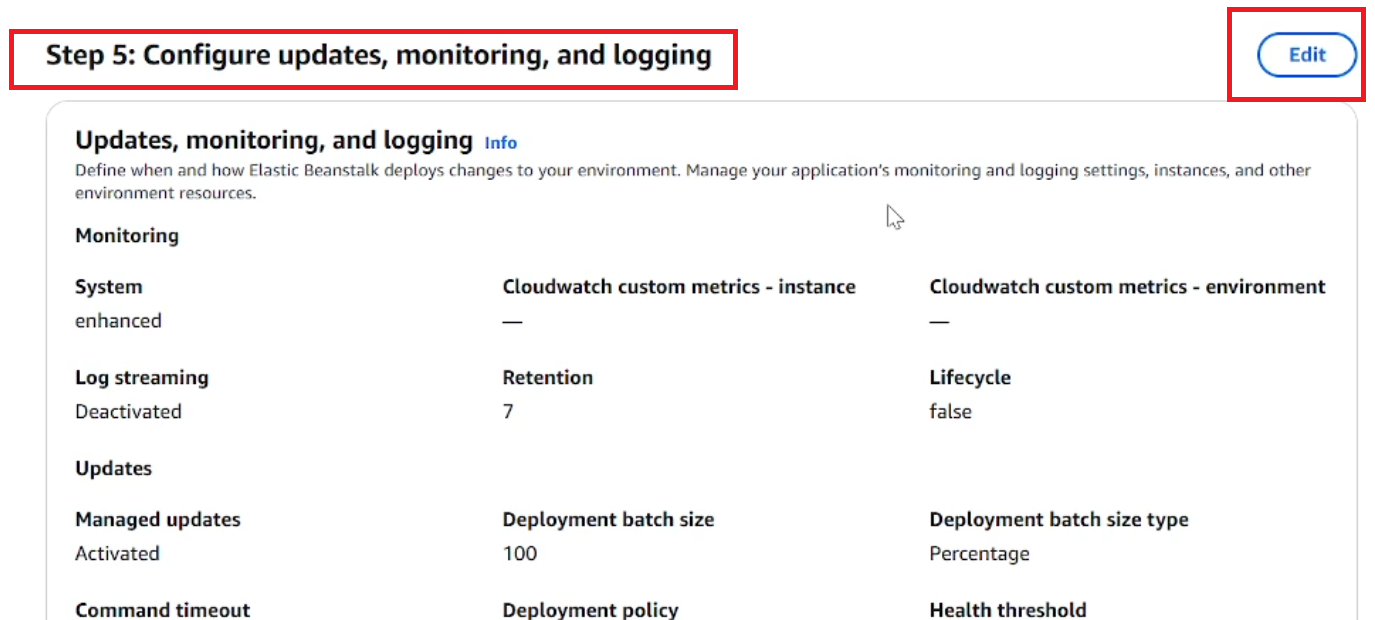 Step 5: Configure updates, monitoring, and logging
Edit
Updates, monitoring, and logging Info
Define when and how Elastic Beanstalk deploys changes to your environment. Manage your application's monitoring and logging settings, instances, and other
environment resources.
Monitoring
System Cloudwatch custom metrics - instance Cloudwatch custom metrics - environment
enhanced — —
Log streaming Retention Lifecycle
Deactivated 7 false
Updates
Managed updates Deployment batch size Deployment batch size type
Activated 100 Percentage
Command timeout Deployment policy Health threshold